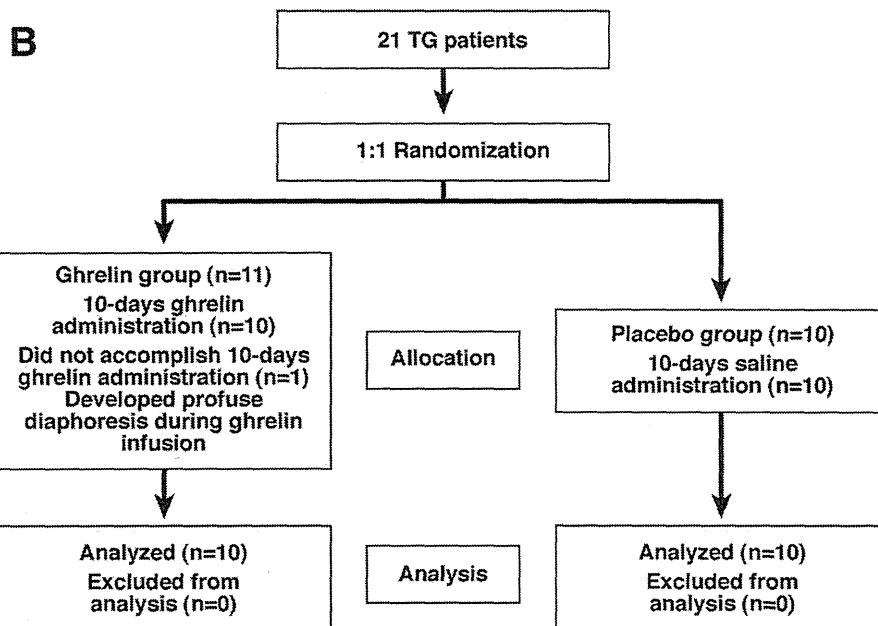 B
21 TG patients
1:1 Randomization
Ghrelin group (n=11)
10-days ghrelin
administration (n=10)
Did not accomplish 10-days
ghrelin administration (n=1)
Developed profuse
diaphoresis during ghrelin
infusion
Allocation
Placebo group (n=10)
10-days saline
administration (n=10)
Analyzed (n=10)
Excluded from
analysis (n=0)
Analysis
Analyzed (n=10)
Excluded from
analysis (n=0)